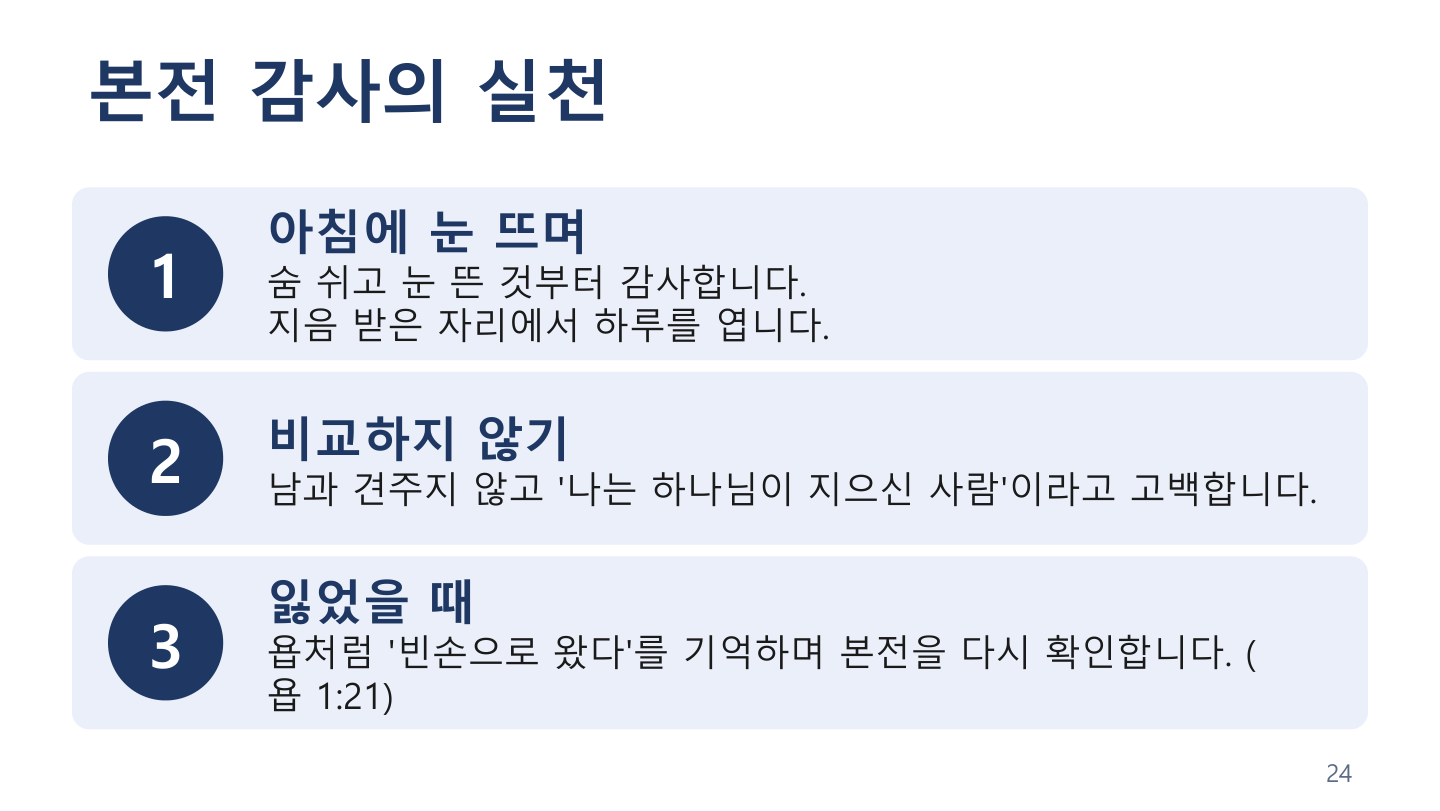 본전 감사의 실천
1
아침에 눈 뜨며
숨 쉬고 눈 뜬 것부터 감사합니다.
지음 받은 자리에서 하루를 엽니다.
2
비교하지 않기
남과 견주지 않고 '나는 하나님이 지으신 사람'이라고 고백합니다.
3
잃었을 때
욥처럼 '빈손으로 왔다'를 기억하며 본전을 다시 확인합니다. (
욥 1:21)
24